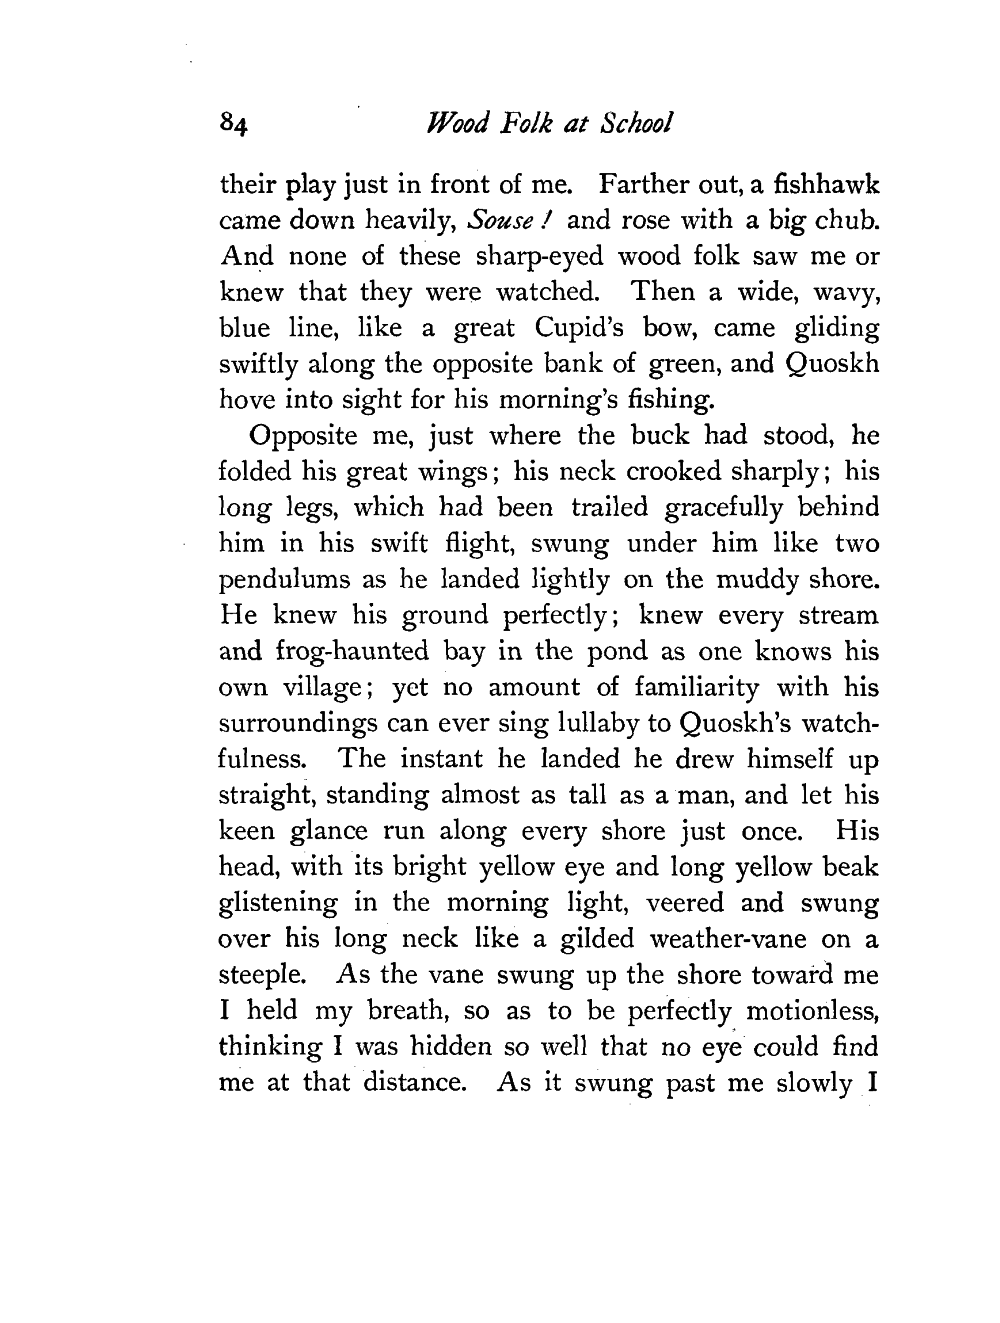 84 Wood Folk at School
their play just in front of me. Farther out, a fishhawk
came down heavily, Souse! and rose with a big chub.
And none of these sharp-eyed wood folk saw me or
knew that they were watched. Then a wide, wavy,
blue line, like a great Cupid's bow, came gliding
swiftly along the opposite bank of green, and Quoskh
hove into sight for his morning's fishing.
Opposite me, just where the buck had stood, he
folded his great wings; his neck crooked sharply; his
long legs, which had been trailed gracefully behind
him in his swift flight, swung under him like two
pendulums as he landed lightly on the muddy shore.
He knew his ground perfectly; knew every stream
and frog-haunted bay in the pond as one knows his
own village; yet no amount of familiarity with his
surroundings can ever sing lullaby to Quoskh's watch-
fulness. The instant he landed he drew himself up
straight, standing almost as tall as a man, and let his
keen glance run along every shore just once. His
head, with its bright yellow eye and long yellow beak
glistening in the morning light, veered and swung
over his long neck like a gilded weather-vane on a
steeple. As the vane swung up the shore toward me
I held my breath, so as to be perfectly motionless,
thinking I was hidden so well that no eye could find
me at that distance. As it swung past me slowly I